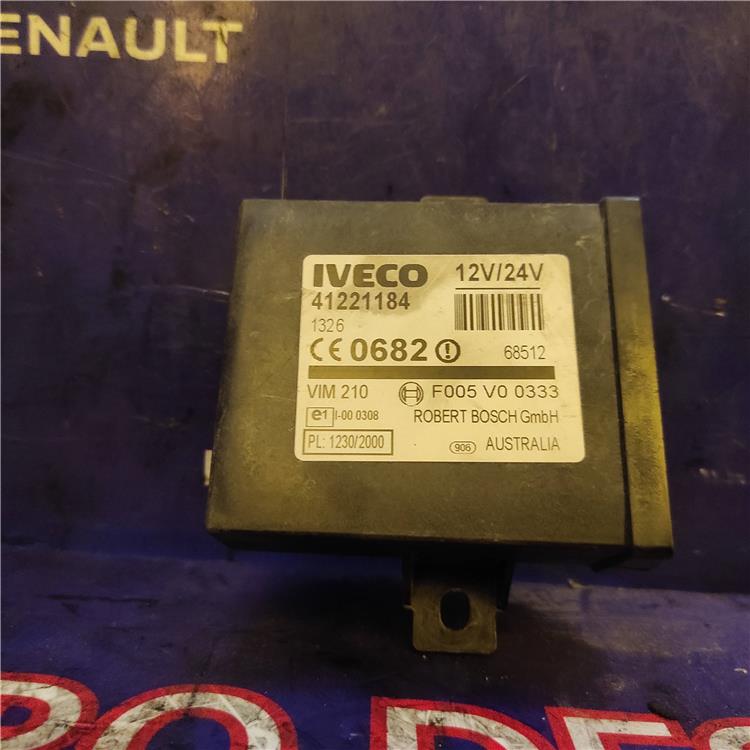 ENAULT
IVECO 12V/24V
41221184
1326
CE 0682 68512
VIM 210 F005 V0 0333
e1 I-00 0308 ROBERT BOSCH GmbH
PL: 1230/2000 906 AUSTRALIA